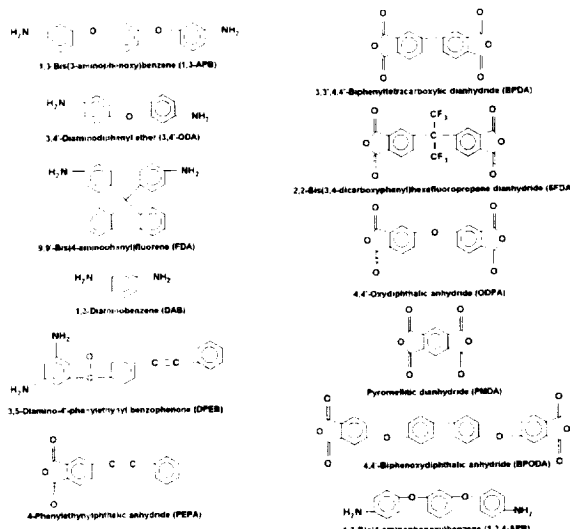 H₂N O O NH₂
1,3-Bis(3-aminophenoxy)benzene (1,3-APB)
H₂N O NH₂
3,4'-Diaminodiphenyl ether (3,4'-ODA)
H₂N NH₂
9,9'-Bis(4-aminophenyl)fluorene (FDA)
H₂N NH₂
Diaminobenzene (DAB)
NH₂
O
H₂N C C C
3,5-Diamino-4'-phenylethynyl benzophenone (DPEB)
O
O C C
O
4-Phenylethynylphthalic anhydride (PEPA)
O O
O O
O O
3,3',4,4'-Biphenyltetracarboxylic dianhydride (BPDA)
O CF₃ O
O C O
O CF₃ O
2,2-Bis(3,4-dicarboxyphenyl)hexafluoropropane dianhydride (6FDA)
O O
O O O
O O
4,4'-Oxydiphthalic anhydride (ODPA)
O O
O O
O O
Pyromellitic dianhydride (PMDA)
O O
O O O O
O O
4,4'-Biphenoxydiphthalic anhydride (BPODA)
H₂N O O NH₂
(1,3,4-APB)